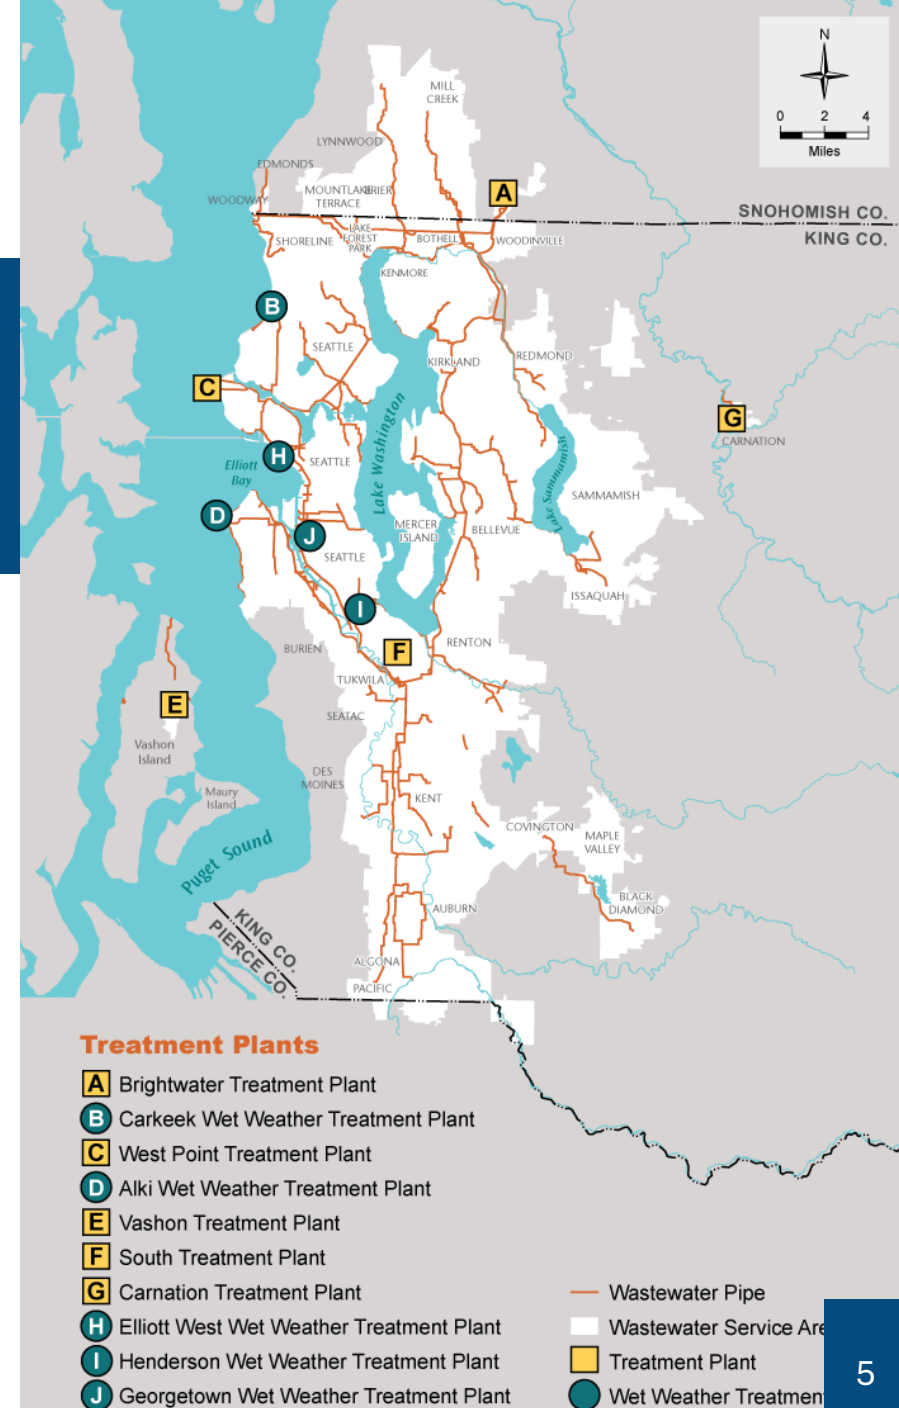 N
0 2 4
Miles
MILL
CREEK
LYNNWOOD
EDMONDS
MOUNTLAKE
BRIER
TERRACE
WOODWAY
A
SNOHOMISH CO.
KING CO.
SHORELINE
LAKE
FOREST
PARK
BOTHELL
WOODINVILLE
KENMORE
B
SEATTLE
KIRKLAND
REDMOND
C
G
CARNATION
Lake Washington
H
SEATTLE
Elliott
Bay
Lake Sammamish
SAMMAMISH
D
J
MERCER
ISLAND
BELLEVUE
SEATTLE
ISSAQUAH
I
BURIEN
F
RENTON
TUKWILA
E
SEATAC
Vashon
Island
DES
MOINES
Maury
Island
KENT
COVINGTON
MAPLE
VALLEY
Puget Sound
BLACK
DIAMOND
AUBURN
KING CO.
PIERCE CO.
ALGONA
PACIFIC
Treatment Plants
A Brightwater Treatment Plant
B Carkeek Wet Weather Treatment Plant
C West Point Treatment Plant
D Alki Wet Weather Treatment Plant
E Vashon Treatment Plant
F South Treatment Plant
G Carnation Treatment Plant
H Elliott West Wet Weather Treatment Plant
I Henderson Wet Weather Treatment Plant
J Georgetown Wet Weather Treatment Plant
Wastewater Pipe
Wastewater Service Are
Treatment Plant
Wet Weather Treatmen
5